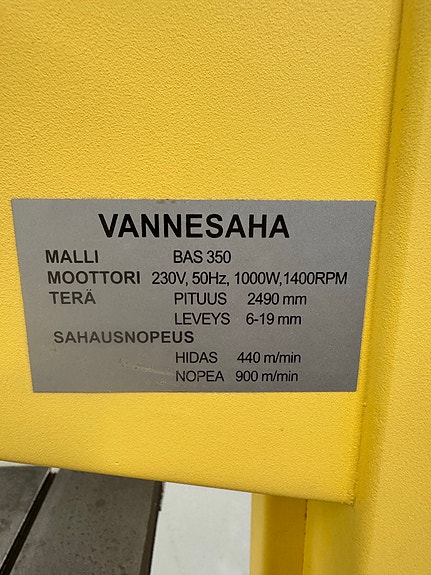 VANNESAHA
MALLI BAS 350
MOOTTORI 230V, 50Hz, 1000W,1400RPM
TERÄ PITUUS 2490 mm
LEVEYS 6-19 mm
SAHAUSNOPEUS
HIDAS 440 m/min
NOPEA 900 m/min